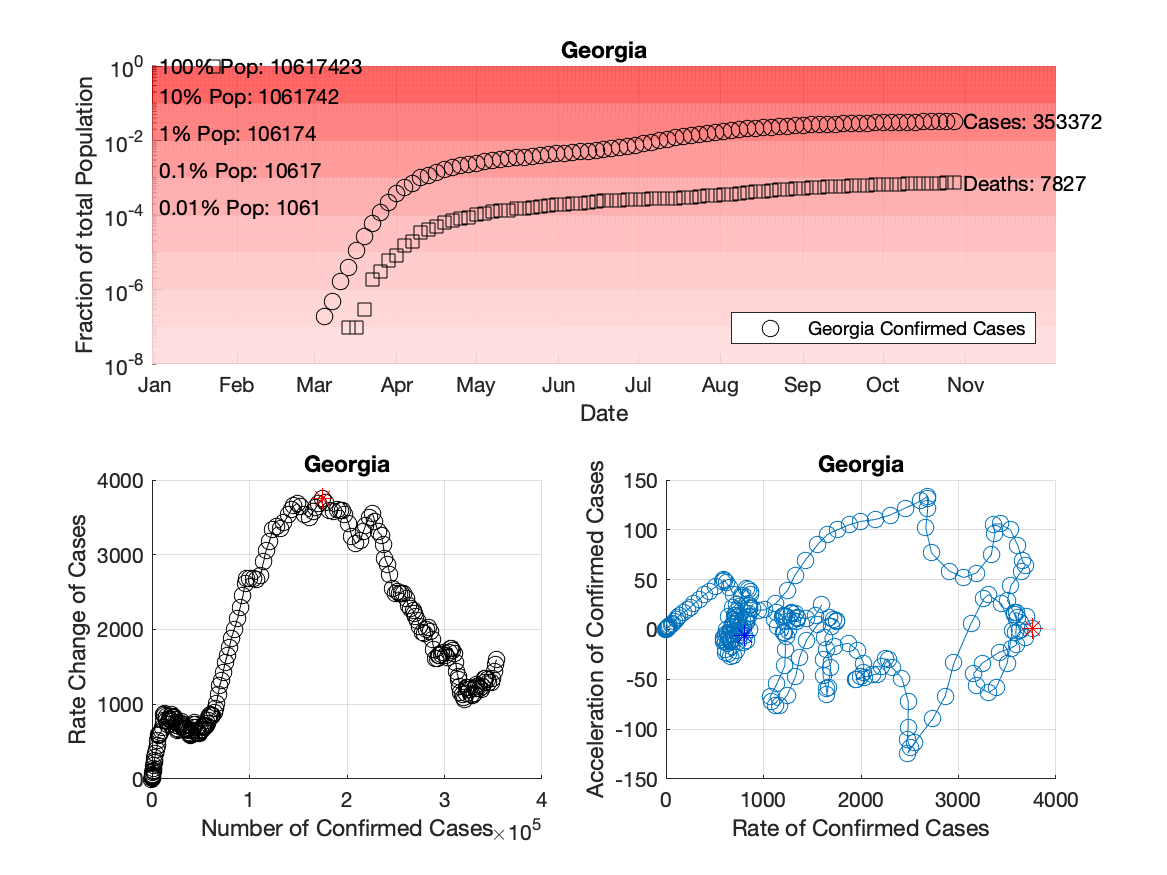 Georgia
10^0
100% Pop: 10617423
10% Pop: 1061742
10^-2
1% Pop: 106174
Cases: 353372
0.1% Pop: 10617
Deaths: 7827
10^-4
0.01% Pop: 1061
10^-6
Georgia Confirmed Cases
10^-8
Fraction of total Population
Jan Feb Mar Apr May Jun Jul Aug Sep Oct Nov
Date
Georgia
4000
3000
2000
1000
0
Rate Change of Cases
0 1 2 3 4
Number of Confirmed Cases ×10^5
Georgia
150
100
50
0
-50
-100
-150
Acceleration of Confirmed Cases
0 1000 2000 3000 4000
Rate of Confirmed Cases